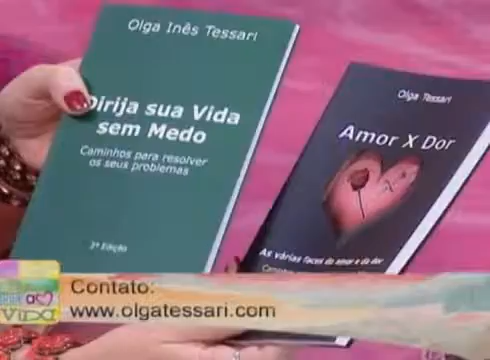 Olga Inês Tessari
Dirija sua Vida
sem Medo
Caminhos para resolver
os seus problemas
3ª Edição
Olga Tessari
Amor X Dor
As várias faces do amor e da dor
Contato:
www.olgatessari.com
VIDA